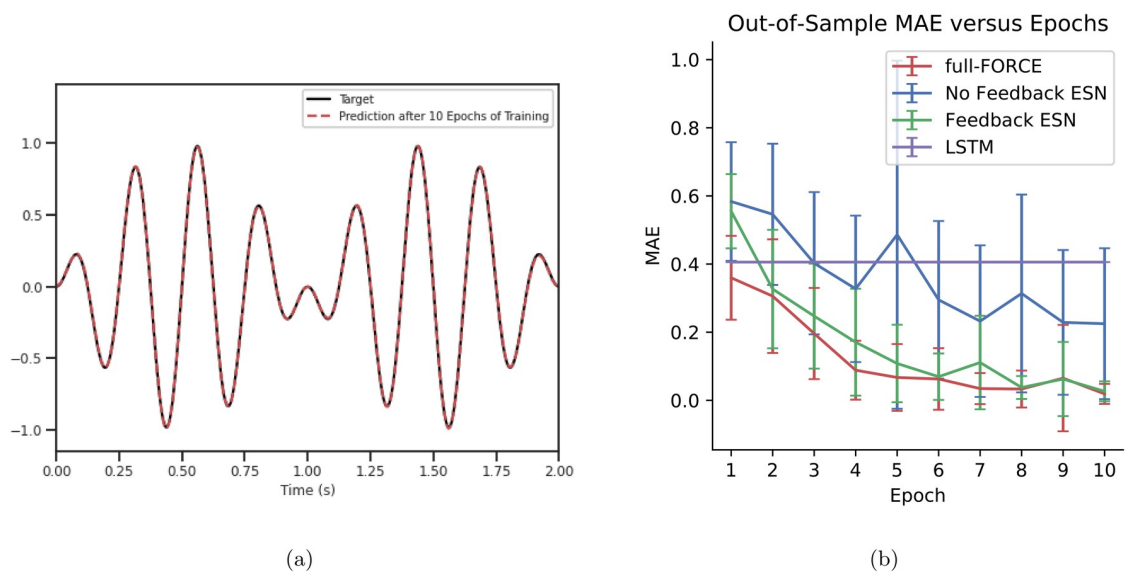 Target
Prediction after 10 Epochs of Training
1.0
0.5
0.0
−0.5
−1.0
0.00 0.25 0.50 0.75 1.00 1.25 1.50 1.75 2.00
Time (s)
(a)
Out-of-Sample MAE versus Epochs
full-FORCE
No Feedback ESN
Feedback ESN
LSTM
1.0
0.8
0.6
0.4
0.2
0.0
MAE
1 2 3 4 5 6 7 8 9 10
Epoch
(b)